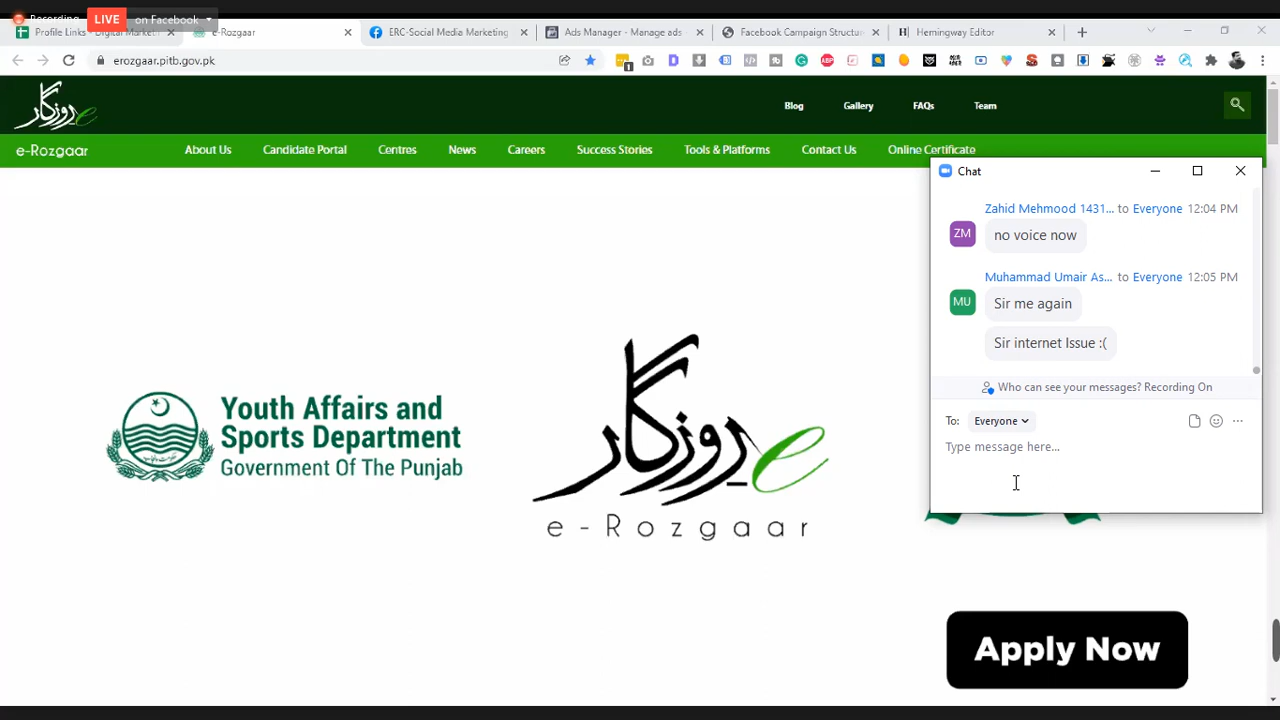 Recording
LIVE on Facebook
Profile Links - Digital Market
e-Rozgaar
ERC-Social Media Marketing
Ads Manager - Manage ads
Facebook Campaign Structu
Hemingway Editor
erozgaar.pitb.gov.pk
1
ABP
روزگار e
Blog Gallery FAQs Team
e-Rozgaar
About Us Candidate Portal Centres News Careers Success Stories Tools & Platforms Contact Us Online Certificate
Chat
Zahid Mehmood 1431... to Everyone 12:04 PM
ZM
no voice now
Muhammad Umair As... to Everyone 12:05 PM
MU
Sir me again
Sir internet Issue :(
Who can see your messages? Recording On
To: Everyone
Type message here...
Youth Affairs and
Sports Department
Government Of The Punjab
روزگار e
e-Rozgaar
Apply Now